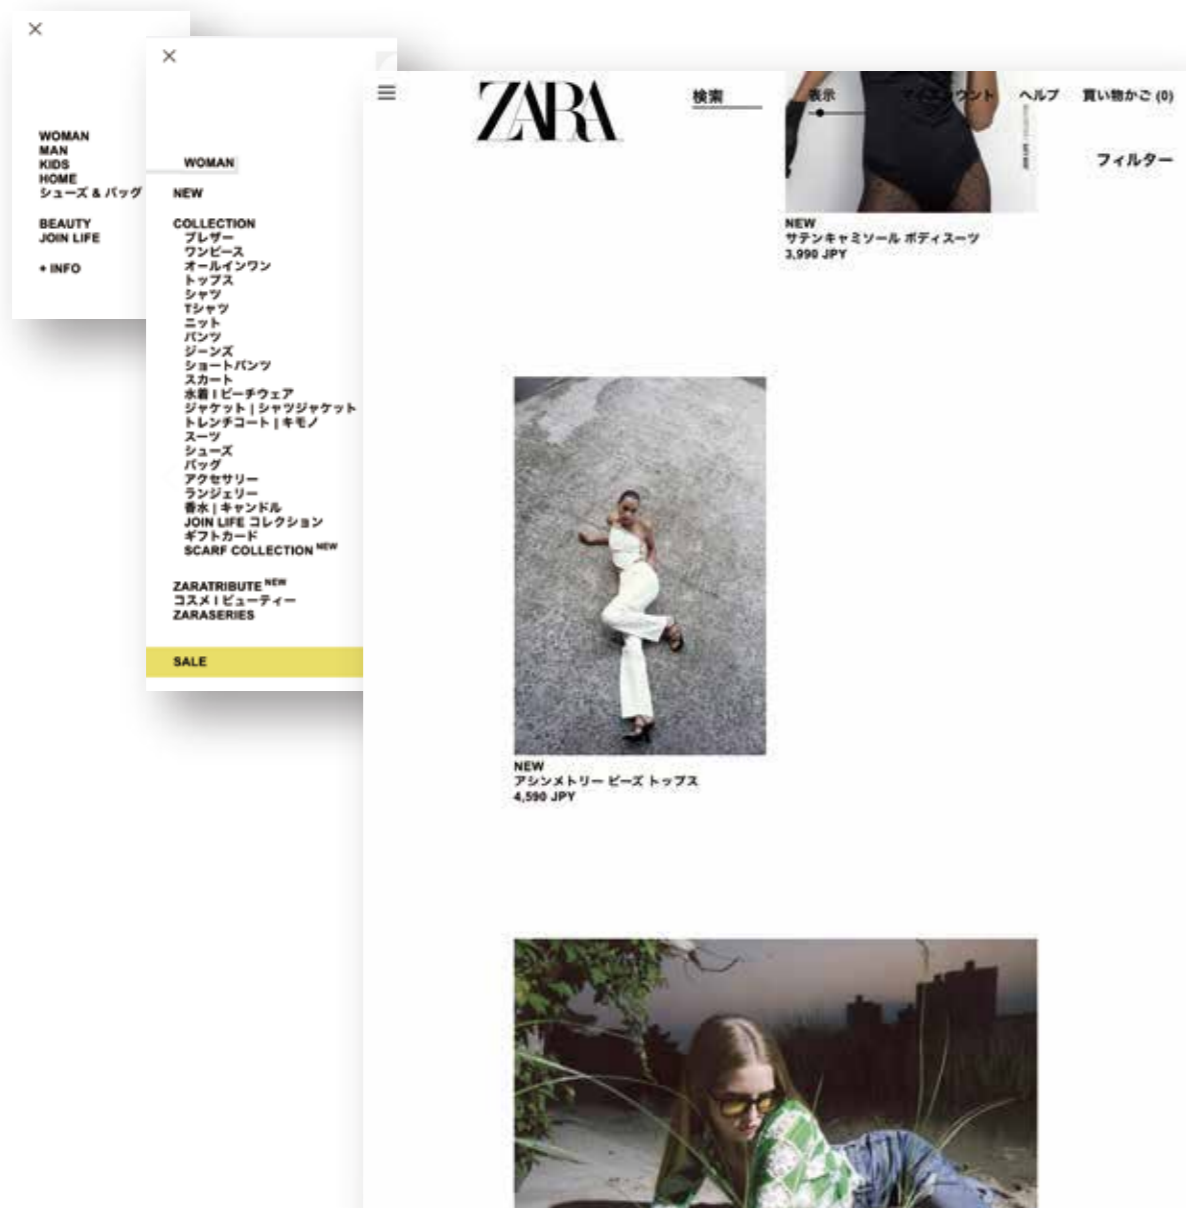 WOMAN
MAN
KIDS
HOME
シューズ & バッグ
BEAUTY
JOIN LIFE
+ INFO
WOMAN
NEW
COLLECTION
ブレザー
ワンピース
オールインワン
トップス
シャツ
Tシャツ
ニット
パンツ
ジーンズ
ショートパンツ
スカート
水着 I ビーチウェア
ジャケット | シャツジャケット
トレンチコート | キモノ
スーツ
シューズ
バッグ
アクセサリー
ランジェリー
香水 | キャンドル
JOIN LIFE コレクション
ギフトカード
SCARF COLLECTION NEW
ZARATRIBUTE NEW
コスメ I ビューティー
ZARASERIES
SALE
ZARA
検索
表示
マイアカウント
ヘルプ
買い物かご (0)
フィルター
NEW
サテンキャミソール ボディスーツ
3,990 JPY
NEW
アシンメトリー ビーズ トップス
4,590 JPY